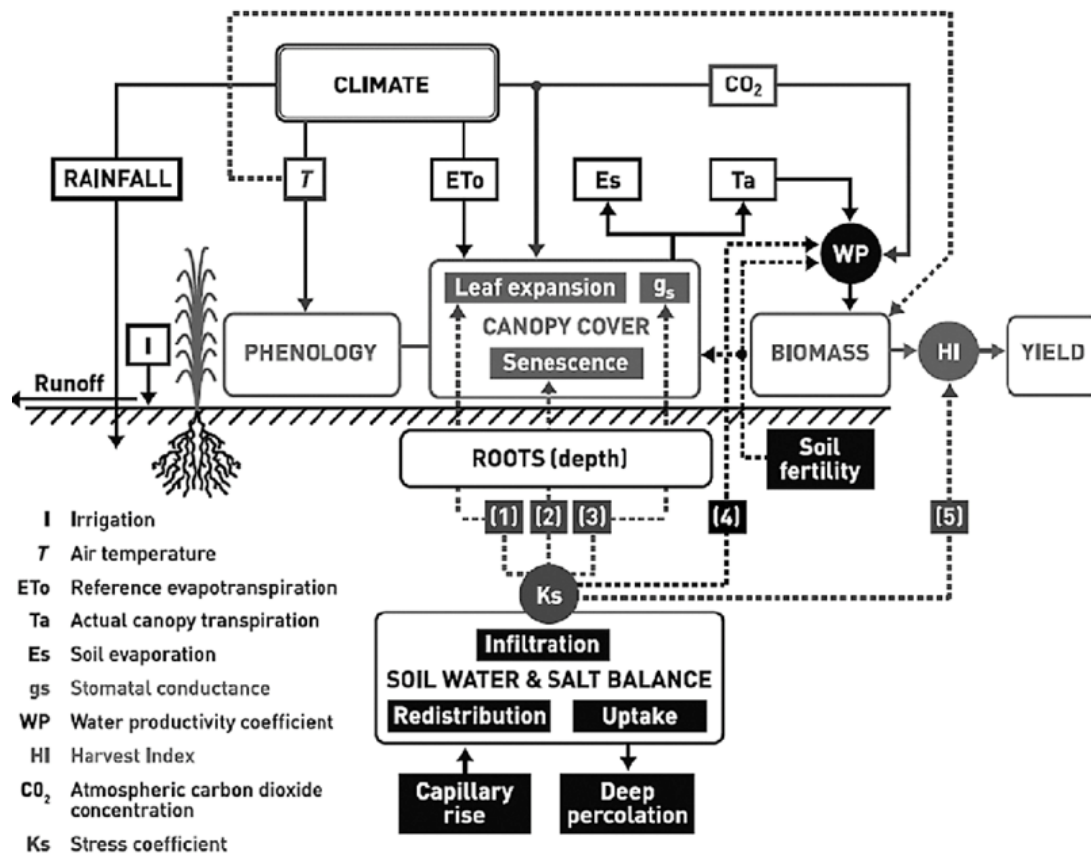 CLIMATE
CO₂
RAINFALL
T
ETo
Es
Ta
WP
Leaf expansion
gs
CANOPY COVER
Senescence
PHENOLOGY
BIOMASS
HI
YIELD
I
Runoff
ROOTS (depth)
Soil
fertility
(1)
(2)
(3)
(4)
(5)
Ks
Infiltration
SOIL WATER & SALT BALANCE
Redistribution
Uptake
Capillary
rise
Deep
percolation
I Irrigation
T Air temperature
ETo Reference evapotranspiration
Ta Actual canopy transpiration
Es Soil evaporation
gs Stomatal conductance
WP Water productivity coefficient
HI Harvest Index
CO₂ Atmospheric carbon dioxide
concentration
Ks Stress coefficient